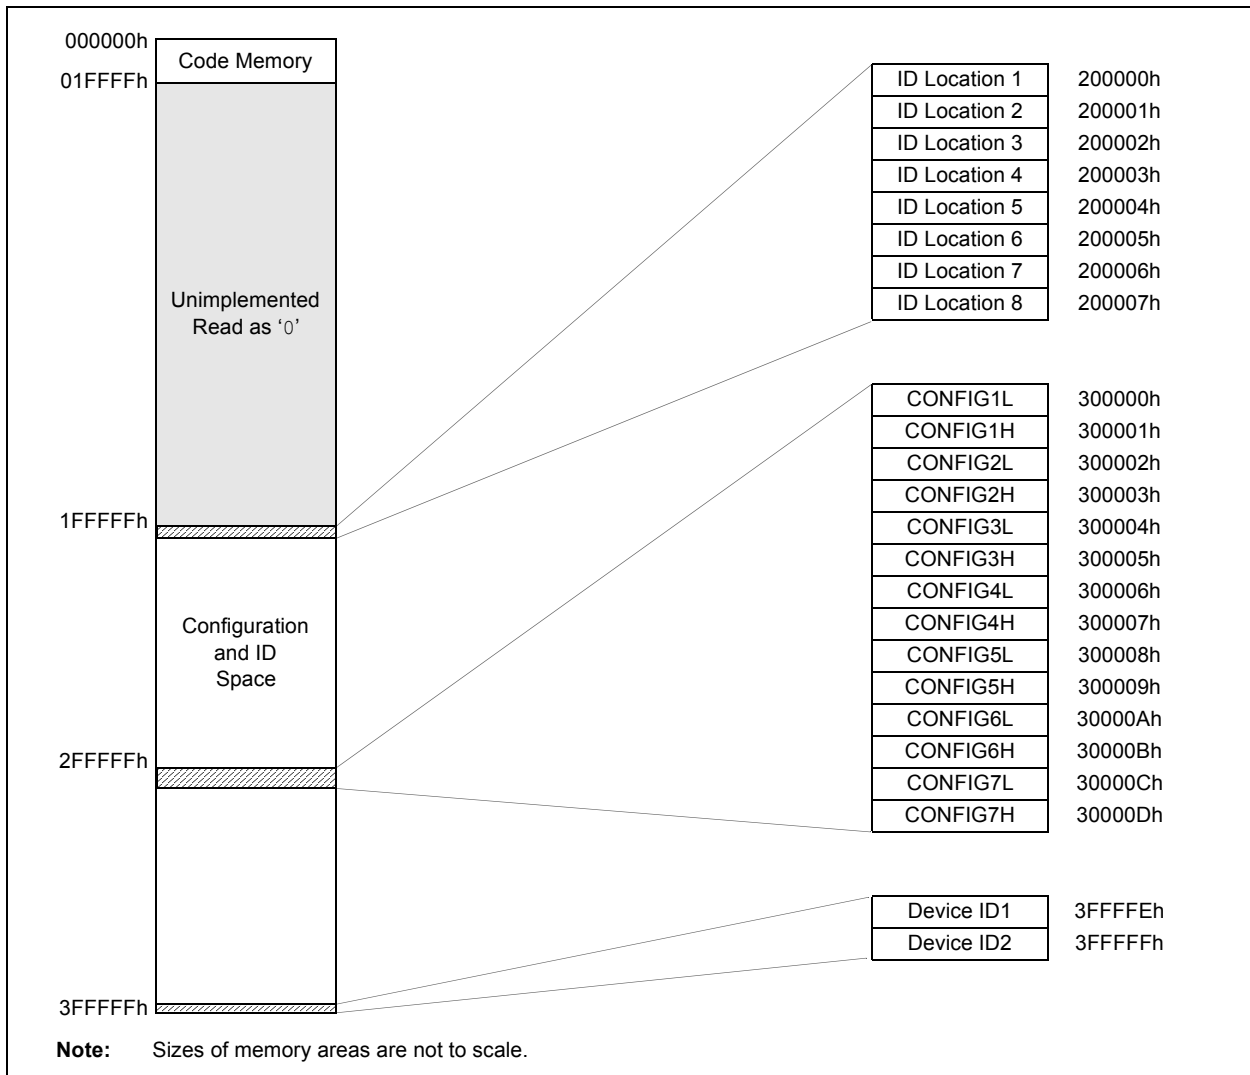 000000h
Code Memory
01FFFFh
Unimplemented
Read as ‘0’
1FFFFFh
Configuration
and ID
Space
2FFFFFh
3FFFFFh
ID Location 1 200000h
ID Location 2 200001h
ID Location 3 200002h
ID Location 4 200003h
ID Location 5 200004h
ID Location 6 200005h
ID Location 7 200006h
ID Location 8 200007h
CONFIG1L 300000h
CONFIG1H 300001h
CONFIG2L 300002h
CONFIG2H 300003h
CONFIG3L 300004h
CONFIG3H 300005h
CONFIG4L 300006h
CONFIG4H 300007h
CONFIG5L 300008h
CONFIG5H 300009h
CONFIG6L 30000Ah
CONFIG6H 30000Bh
CONFIG7L 30000Ch
CONFIG7H 30000Dh
Device ID1 3FFFFEh
Device ID2 3FFFFFh
Note: Sizes of memory areas are not to scale.